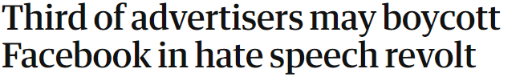 Third of advertisers may boycott
Facebook in hate speech revolt